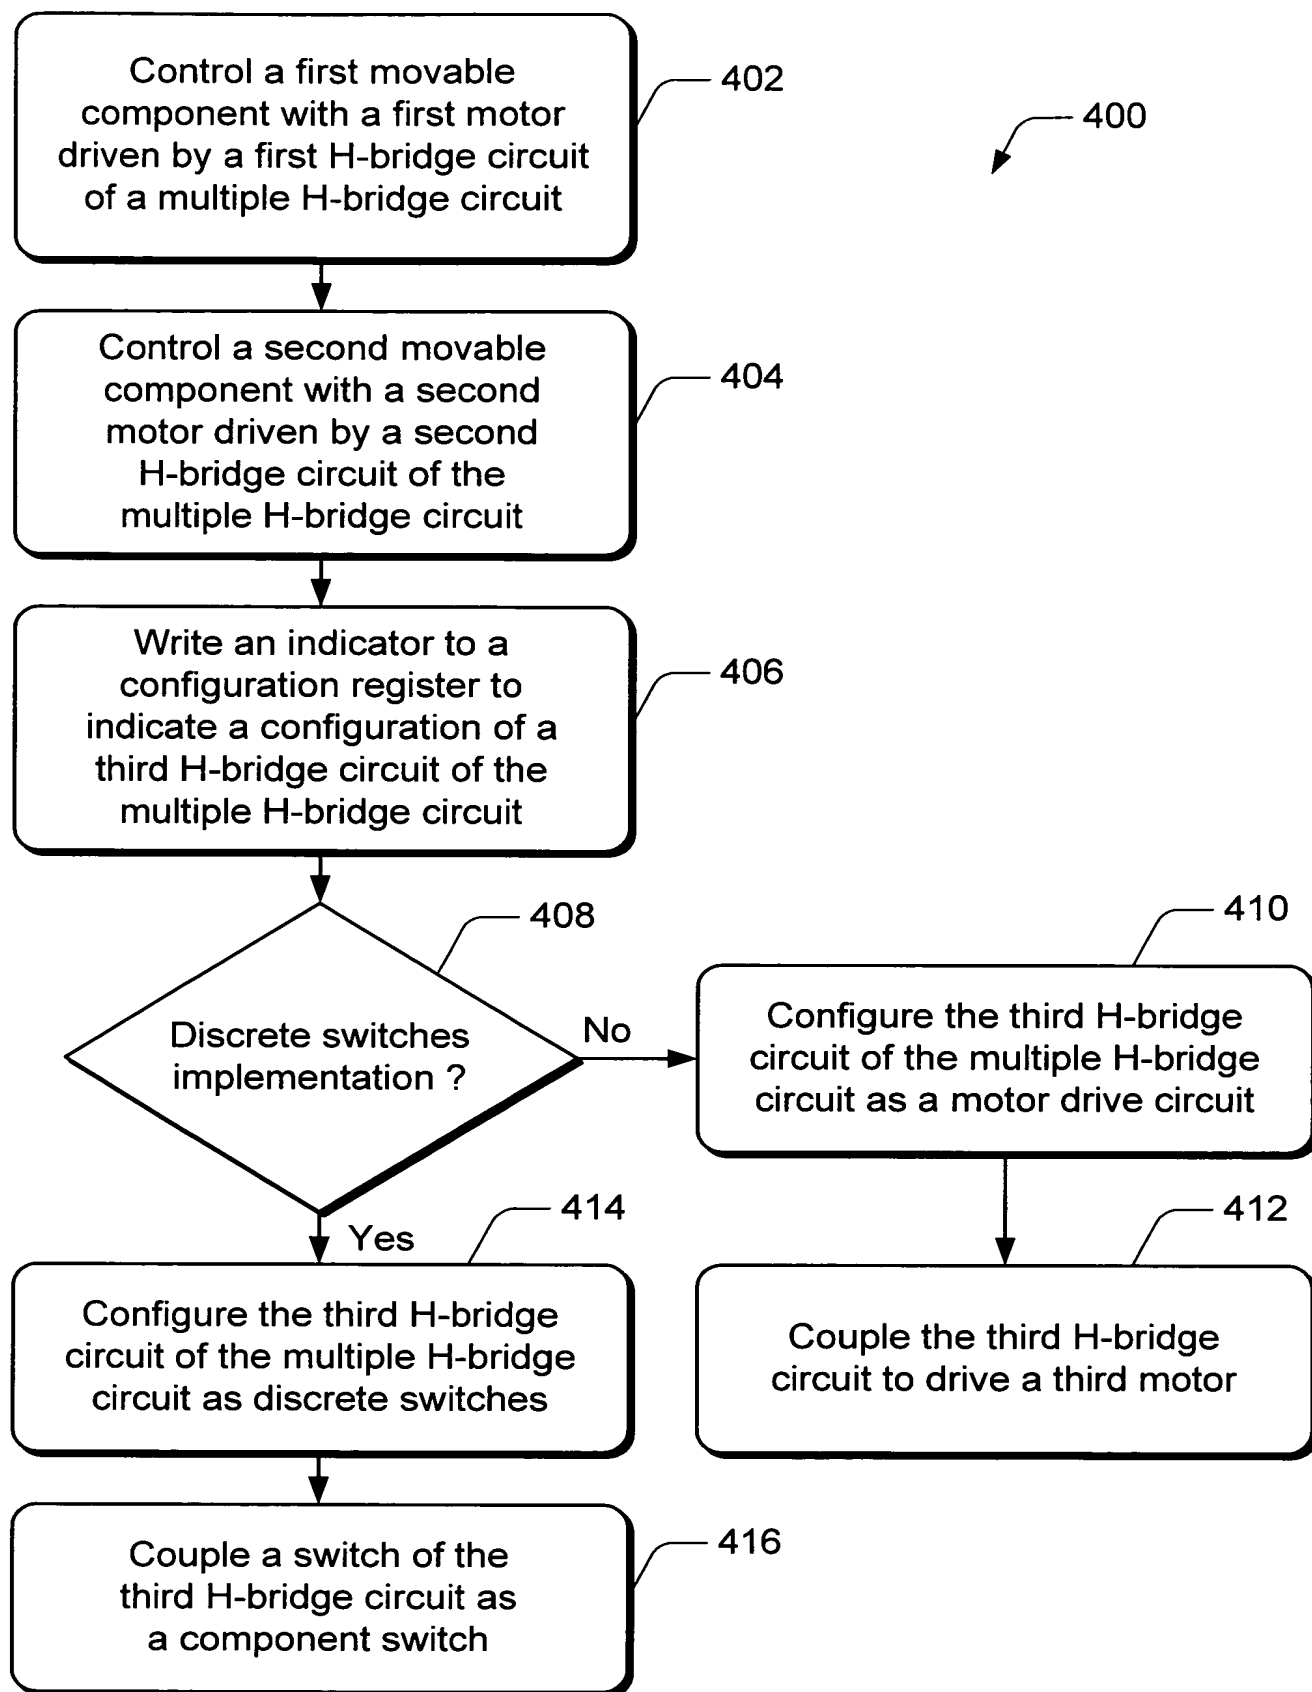 Control a first movable
component with a first motor
driven by a first H-bridge circuit
of a multiple H-bridge circuit
402
400
Control a second movable
component with a second
motor driven by a second
H-bridge circuit of the
multiple H-bridge circuit
404
Write an indicator to a
configuration register to
indicate a configuration of a
third H-bridge circuit of the
multiple H-bridge circuit
406
408
Discrete switches
implementation ?
No
410
Configure the third H-bridge
circuit of the multiple H-bridge
circuit as a motor drive circuit
Yes
414
Configure the third H-bridge
circuit of the multiple H-bridge
circuit as discrete switches
412
Couple the third H-bridge
circuit to drive a third motor
Couple a switch of the
third H-bridge circuit as
a component switch
416